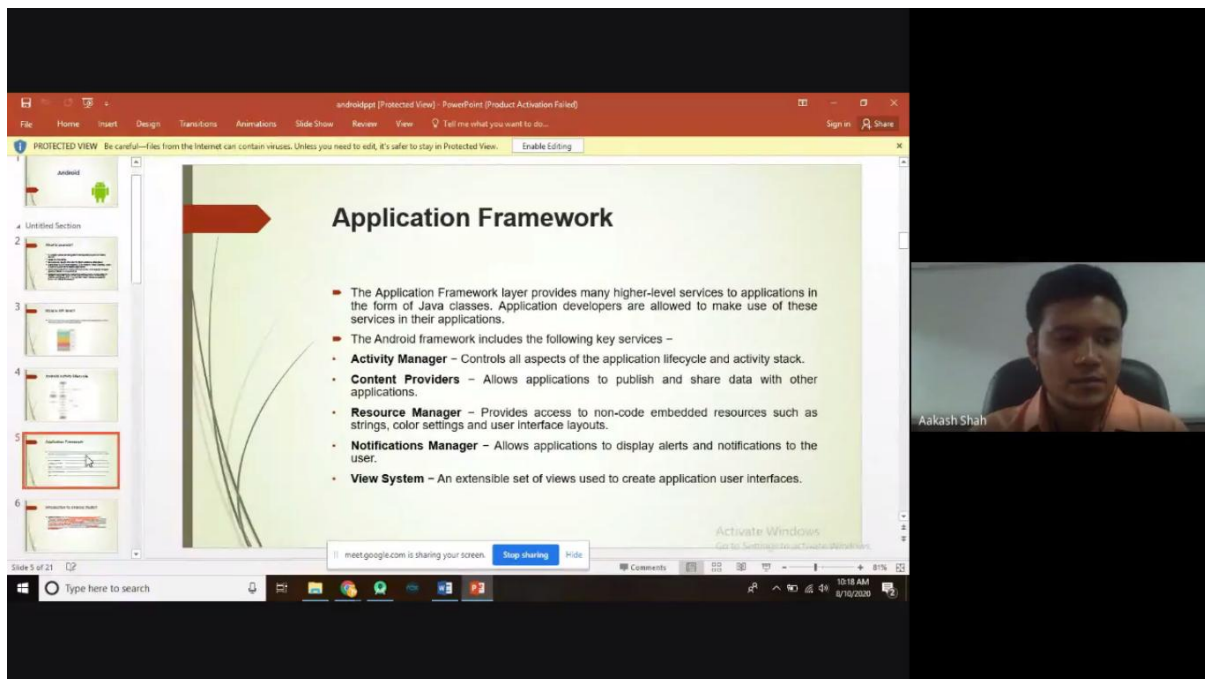 androidppt [Protected View] - PowerPoint (Product Activation Failed)
File Home Insert Design Transitions Animations Slide Show Review View Tell me what you want to do... Sign in Share
PROTECTED VIEW Be careful—files from the Internet can contain viruses. Unless you need to edit, it's safer to stay in Protected View. Enable Editing
1
Android
Untitled Section
2
3
4
5
Application Framework
6
Application Framework
The Application Framework layer provides many higher-level services to applications in
the form of Java classes. Application developers are allowed to make use of these
services in their applications.
The Android framework includes the following key services –
• Activity Manager – Controls all aspects of the application lifecycle and activity stack.
• Content Providers – Allows applications to publish and share data with other
applications.
• Resource Manager – Provides access to non-code embedded resources such as
strings, color settings and user interface layouts.
• Notifications Manager – Allows applications to display alerts and notifications to the
user.
• View System – An extensible set of views used to create application user interfaces.
Activate Windows
Go to Settings to activate Windows.
meet.google.com is sharing your screen. Stop sharing Hide
Slide 5 of 21 Comments 81%
Type here to search
10:18 AM
8/10/2020
2
Aakash Shah